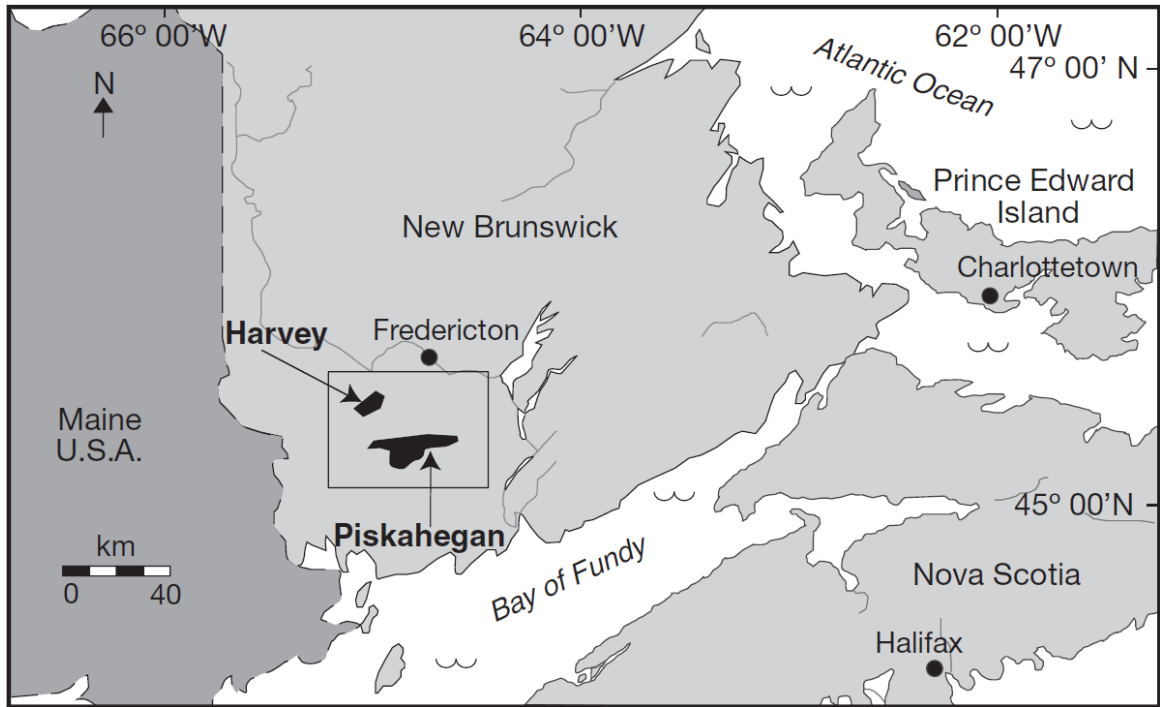 66° 00'W
64° 00'W
62° 00'W
47° 00' N
N
Atlantic Ocean
Prince Edward
Island
New Brunswick
Charlottetown
Harvey
Fredericton
Maine
U.S.A.
45° 00'N
Piskahegan
km
0 40
Bay of Fundy
Nova Scotia
Halifax